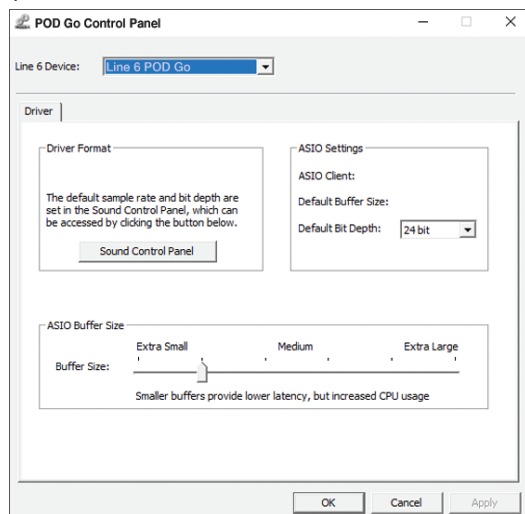 POD Go Control Panel
Line 6 Device:
Line 6 POD Go
Driver
Driver Format
The default sample rate and bit depth are
set in the Sound Control Panel, which can
be accessed by clicking the button below.
Sound Control Panel
ASIO Settings
ASIO Client:
Default Buffer Size:
Default Bit Depth:
24 bit
ASIO Buffer Size
Extra Small Medium Extra Large
Buffer Size:
Smaller buffers provide lower latency, but increased CPU usage
OK Cancel Apply